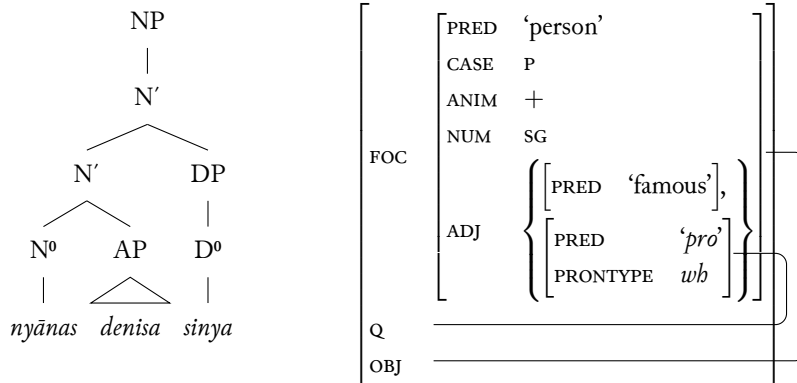 NP
N′
N′ DP
N⁰ AP D⁰
nyānas denisa sinya
PRED ‘person’
CASE P
ANIM +
NUM SG
FOC
PRED ‘famous’,
ADJ
PRED ‘pro’
PRONTYPE wh
Q
OBJ